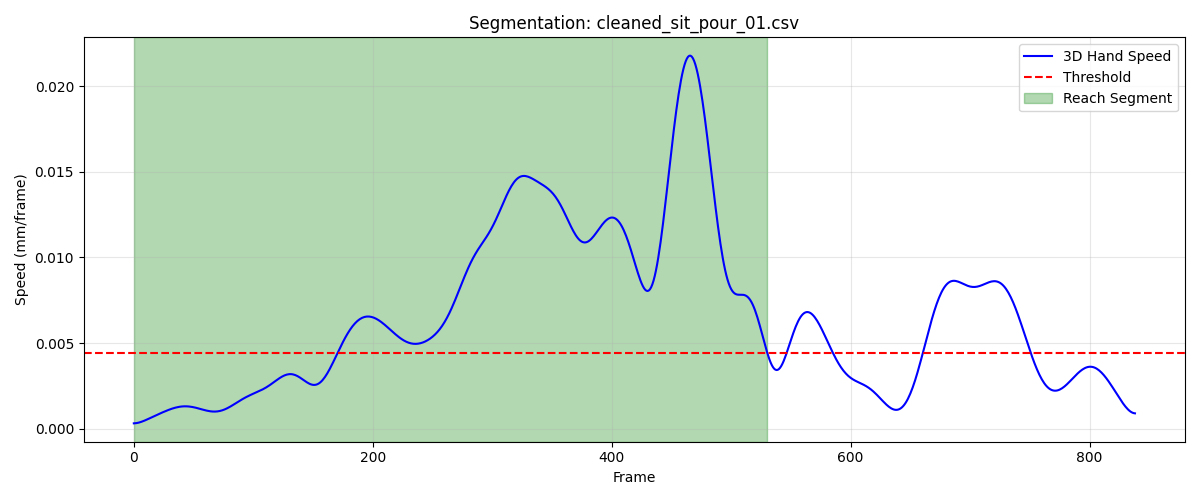 Segmentation: cleaned_sit_pour_01.csv
3D Hand Speed
Threshold
Reach Segment
Speed (mm/frame)
0.020
0.015
0.010
0.005
0.000
0
200
400
600
800
Frame